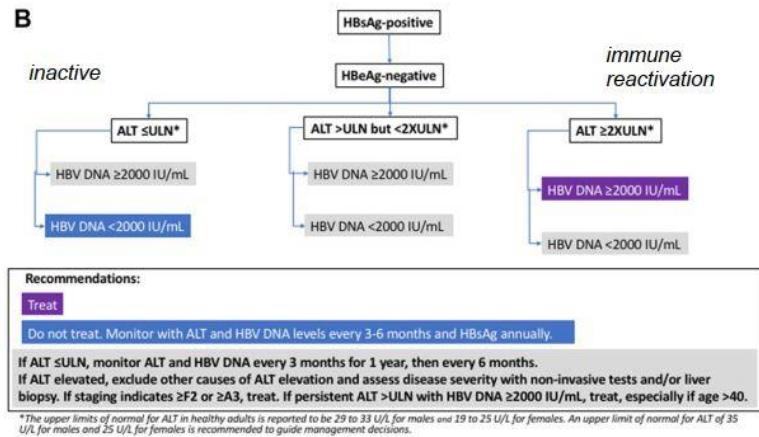 B
HBsAg-positive
inactive
immune
reactivation
HBeAg-negative
ALT ≤ULN*
ALT >ULN but <2XULN*
ALT ≥2XULN*
HBV DNA ≥2000 IU/mL
HBV DNA <2000 IU/mL
HBV DNA ≥2000 IU/mL
HBV DNA <2000 IU/mL
HBV DNA ≥2000 IU/mL
HBV DNA <2000 IU/mL
Recommendations:
Treat
Do not treat. Monitor with ALT and HBV DNA levels every 3-6 months and HBsAg annually.
If ALT ≤ULN, monitor ALT and HBV DNA every 3 months for 1 year, then every 6 months.
If ALT elevated, exclude other causes of ALT elevation and assess disease severity with non-invasive tests and/or liver
biopsy. If staging indicates ≥F2 or ≥A3, treat. If persistent ALT >ULN with HBV DNA ≥2000 IU/mL, treat, especially if age >40.
*The upper limits of normal for ALT in healthy adults is reported to be 29 to 33 U/L for males and 19 to 25 U/L for females. An upper limit of normal for ALT of 35
U/L for males and 25 U/L for females is recommended to guide management decisions.